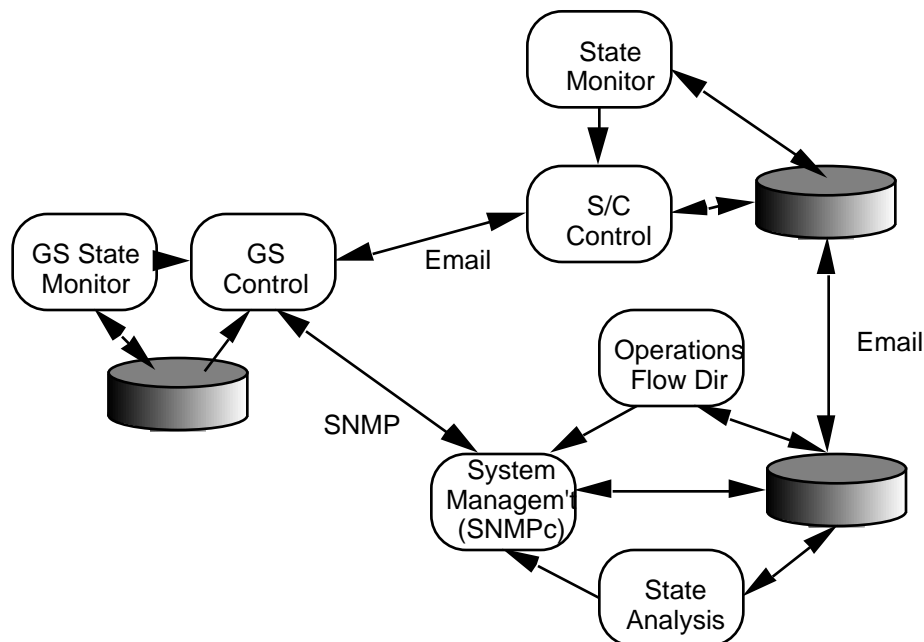 State
Monitor
S/C
Control
GS State
Monitor
GS
Control
Email
Operations
Flow Dir
Email
SNMP
System
Managem't
(SNMPc)
State
Analysis